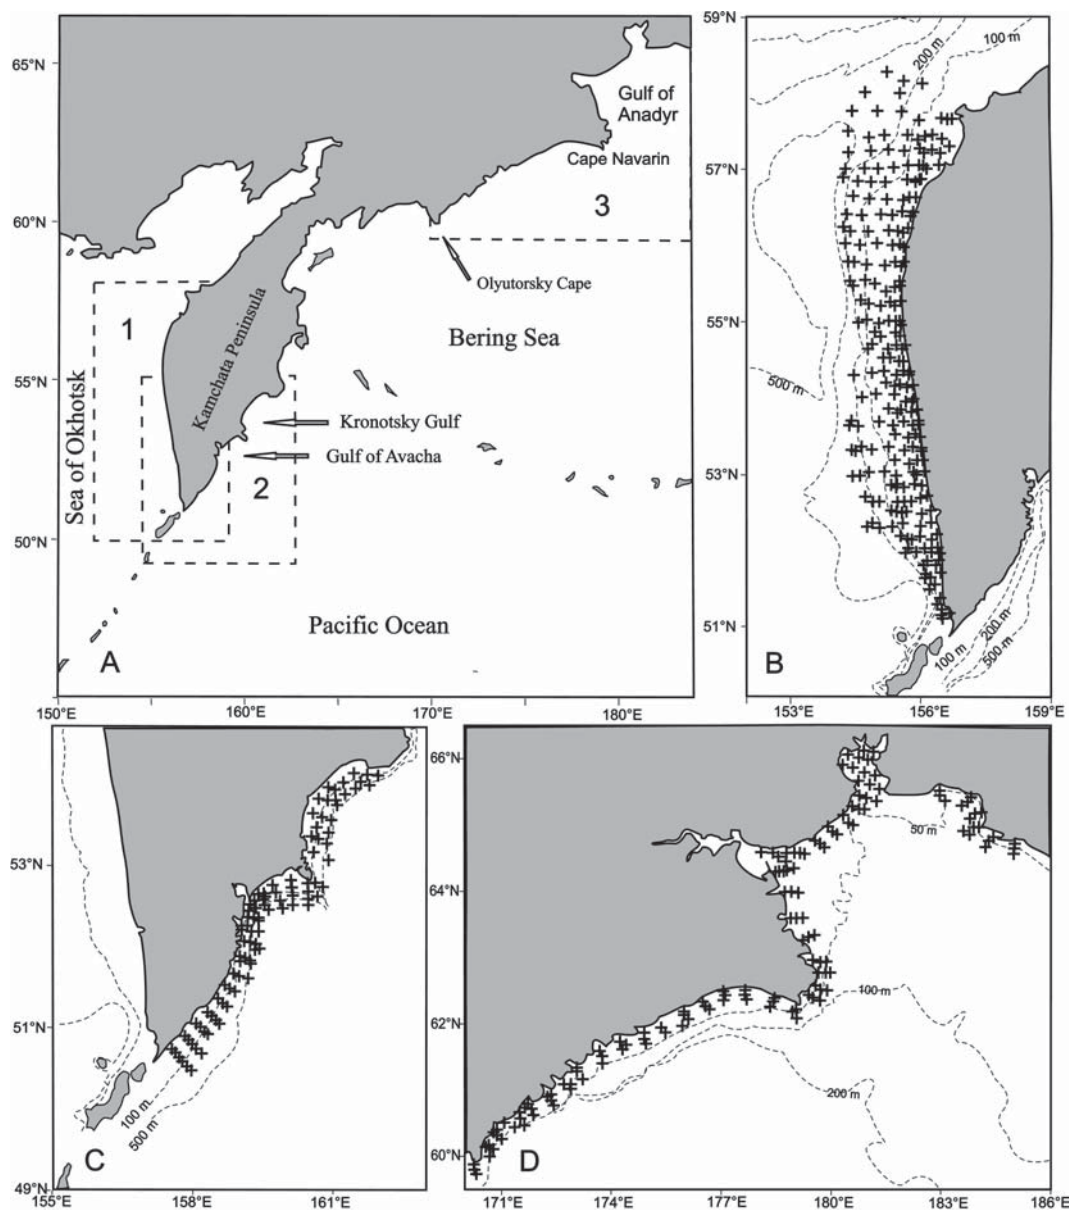 65°N
60°N
55°N
50°N
150°E
160°E
170°E
180°E
Gulf of
Anadyr
Cape Navarin
3
Olyutorsky Cape
Bering Sea
1
Kamchata Peninsula
Sea of Okhotsk
Kronotsky Gulf
Gulf of Avacha
2
Pacific Ocean
A
59°N
57°N
55°N
53°N
51°N
153°E
156°E
159°E
200 m
100 m
500 m
100 m
200 m
500 m
B
53°N
51°N
49°N
155°E
158°E
161°E
100 m
500 m
C
66°N
64°N
62°N
60°N
171°E
174°E
177°E
180°E
183°E
186°E
50 m
100 m
200 m
D